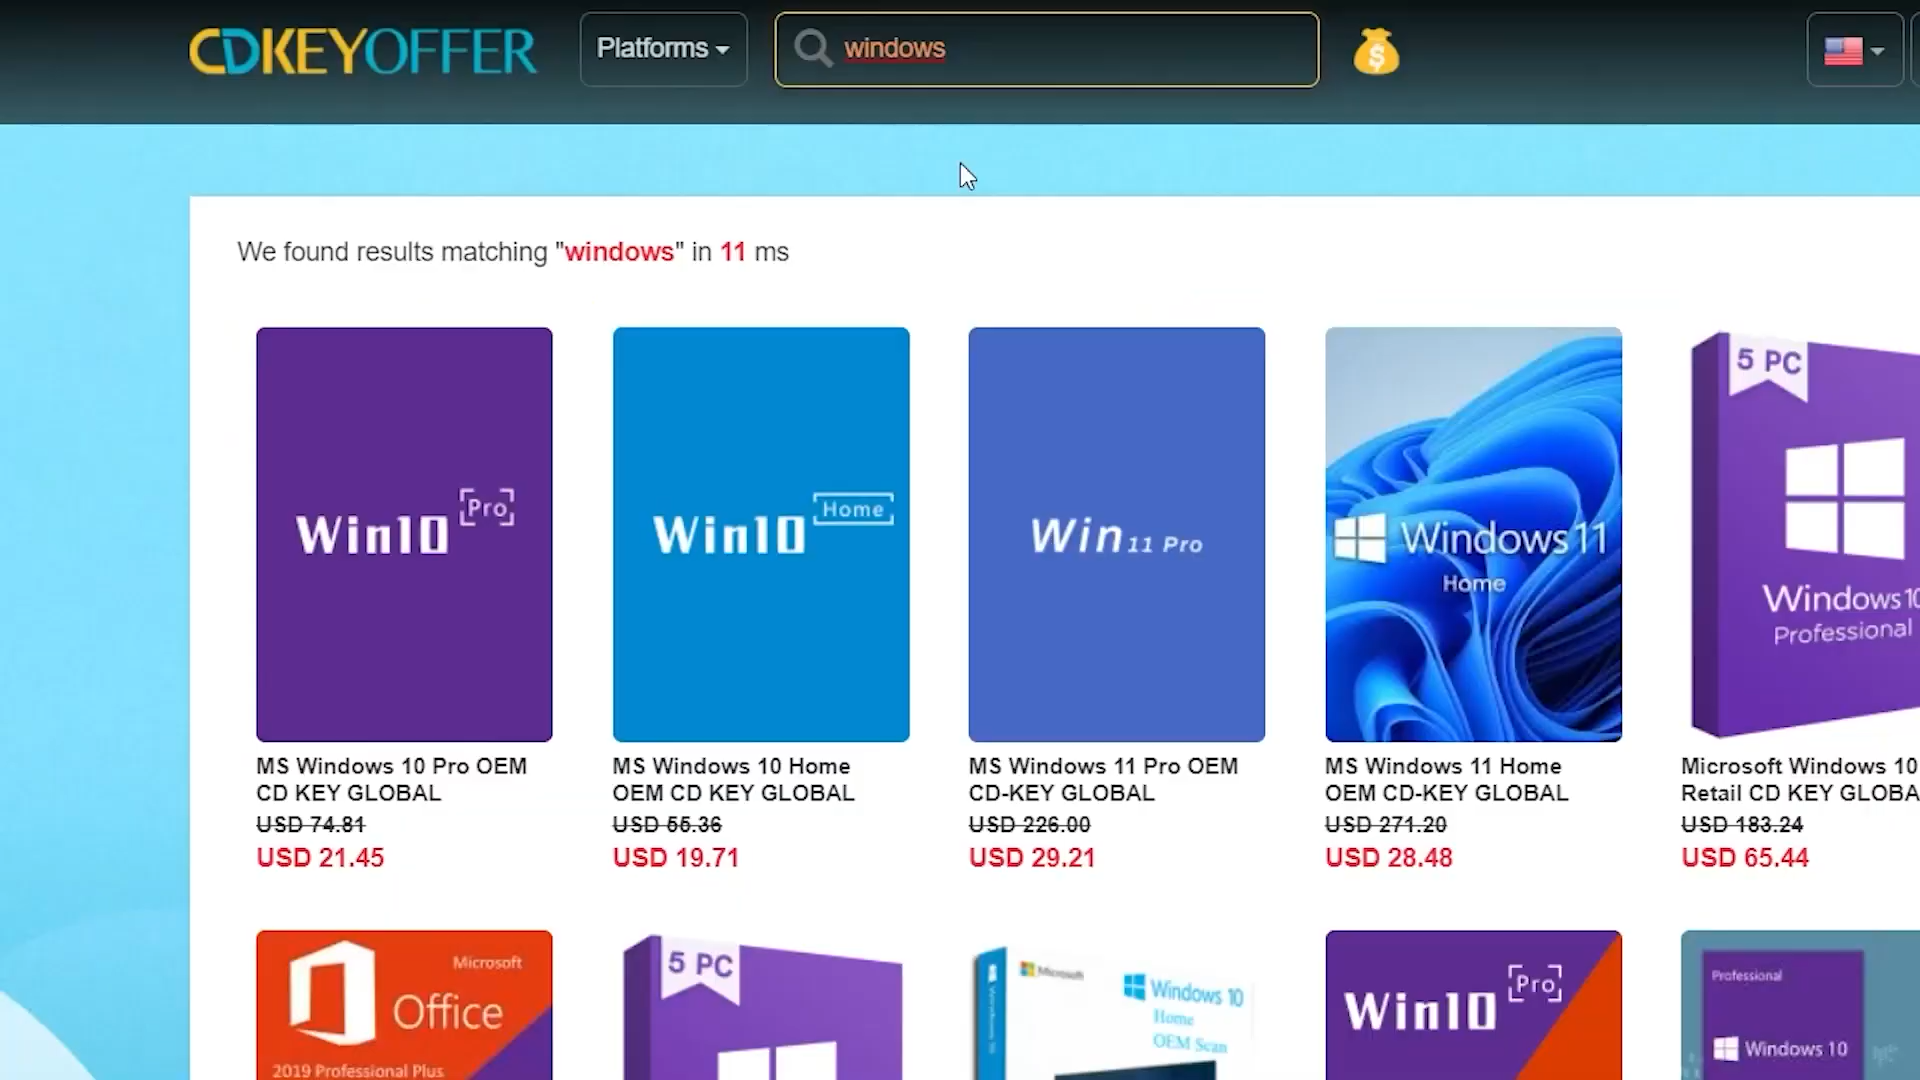 CDKEYOFFER
Platforms
windows
We found results matching "windows" in 11 ms
Win10 Pro
Win10 Home
Win 11 Pro
Windows 11
Home
5 PC
Windows 10
Professional
MS Windows 10 Pro OEM
CD KEY GLOBAL
USD 74.81
USD 21.45
MS Windows 10 Home
OEM CD KEY GLOBAL
USD 55.36
USD 19.71
MS Windows 11 Pro OEM
CD-KEY GLOBAL
USD 226.00
USD 29.21
MS Windows 11 Home
OEM CD-KEY GLOBAL
USD 271.20
USD 28.48
Microsoft Windows 10
Retail CD KEY GLOBA
USD 183.24
USD 65.44
Microsoft
Office
2019 Professional Plus
5 PC
Microsoft
Windows 10
Home
OEM Scan
Win10 Pro
Professional
Windows 10